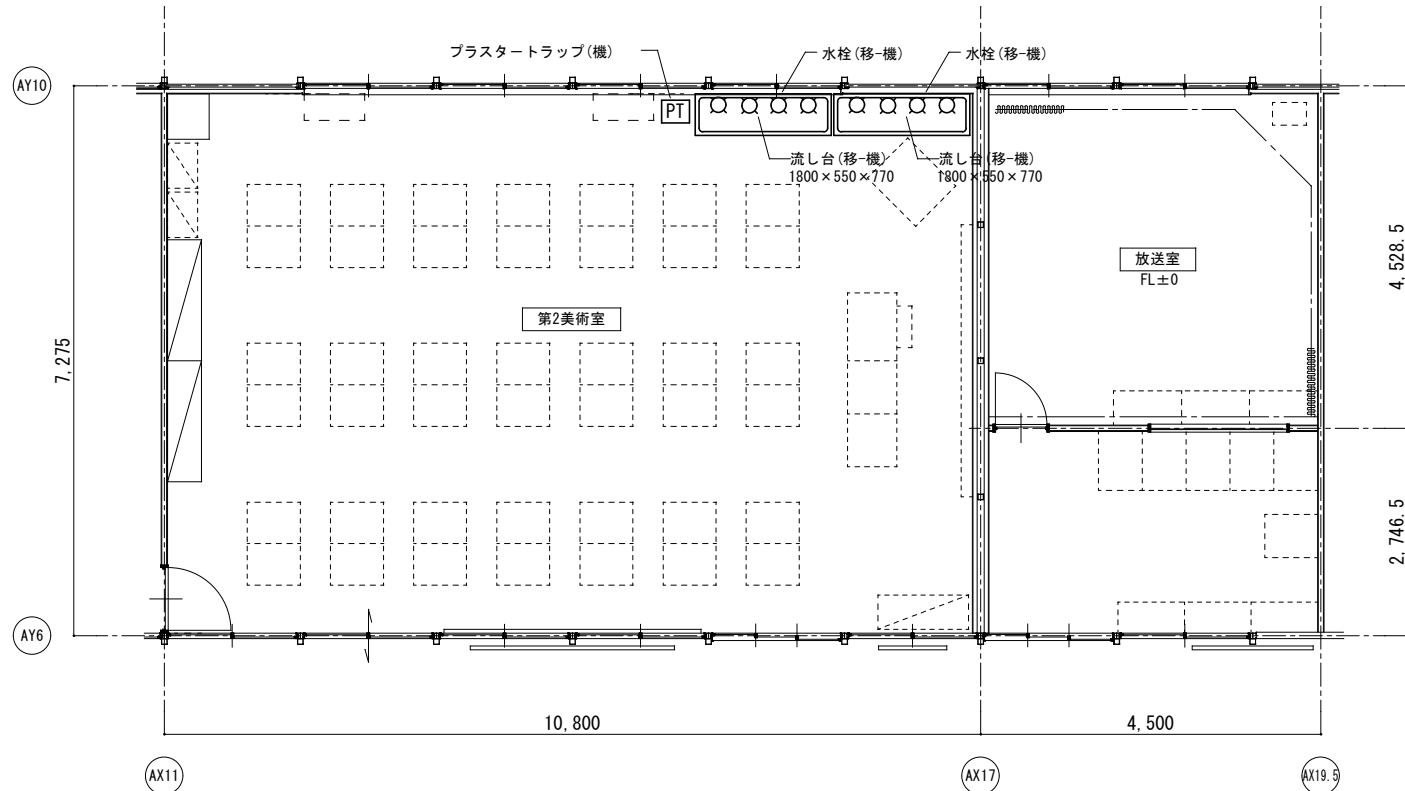 プラスタートラップ(機)
水栓(移-機)
水栓(移-機)
AY10
PT
流し台(移-機)
1800×550×770
流し台(移-機)
1800×550×770
4,528.5
放送室
FL±0
第2美術室
7,275
2,746.5
AY6
10,800
4,500
AX11
AX17
AX19.5